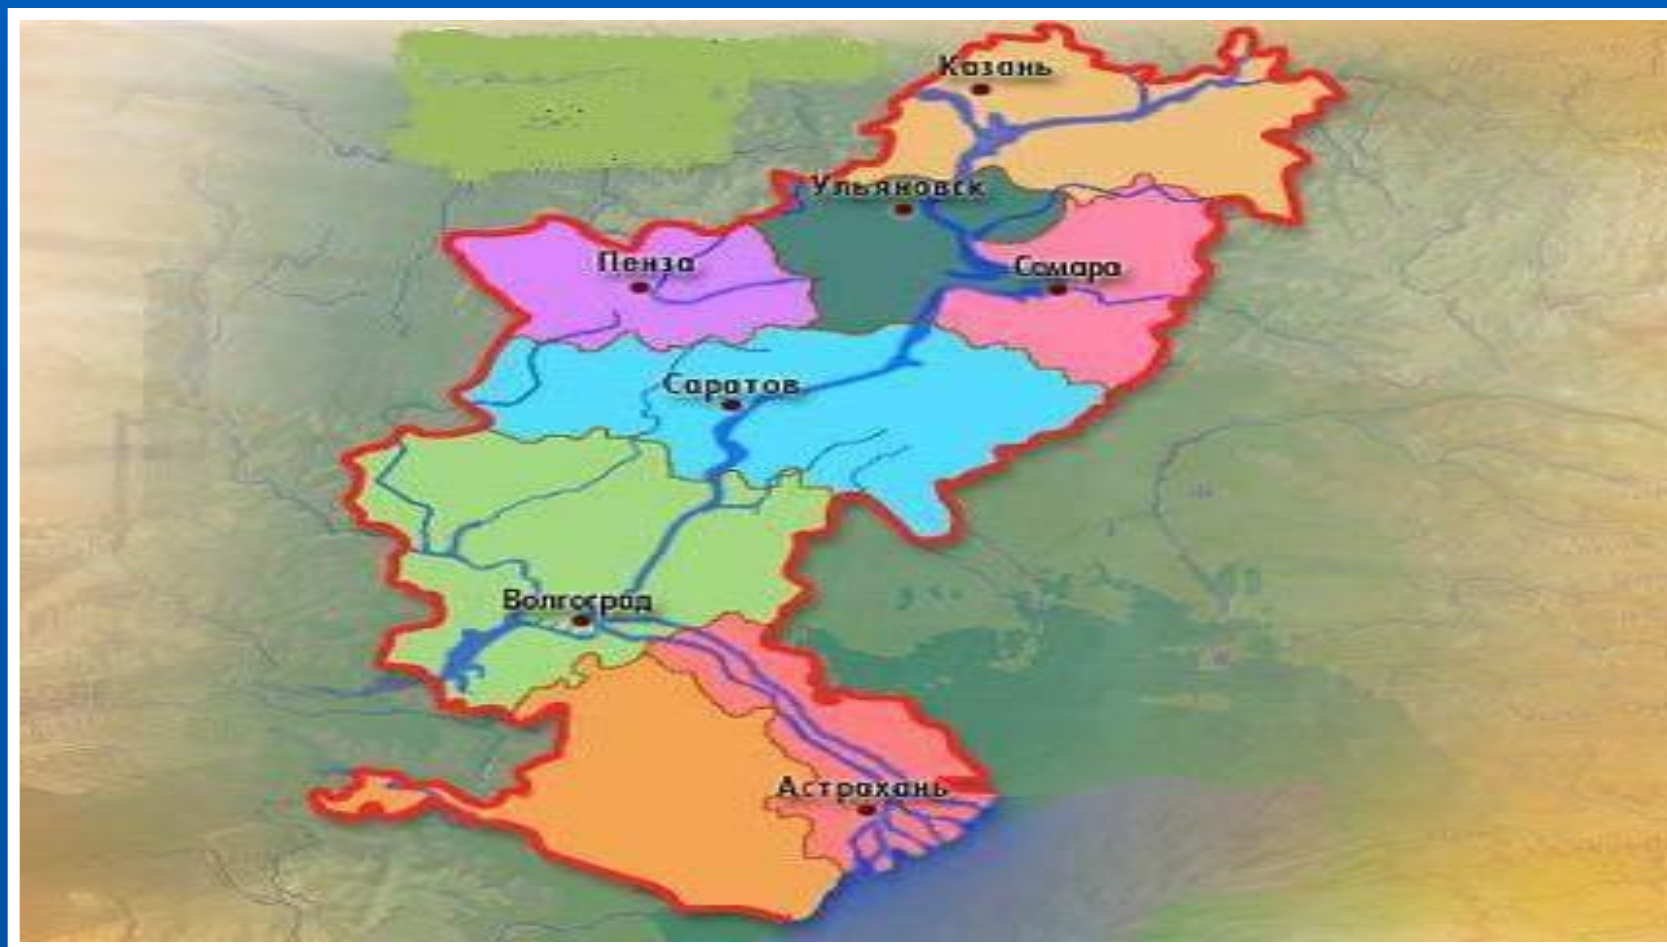 Казань
Ульяновск
Пенза
Самара
Саратов
Волгоград
Астрахань